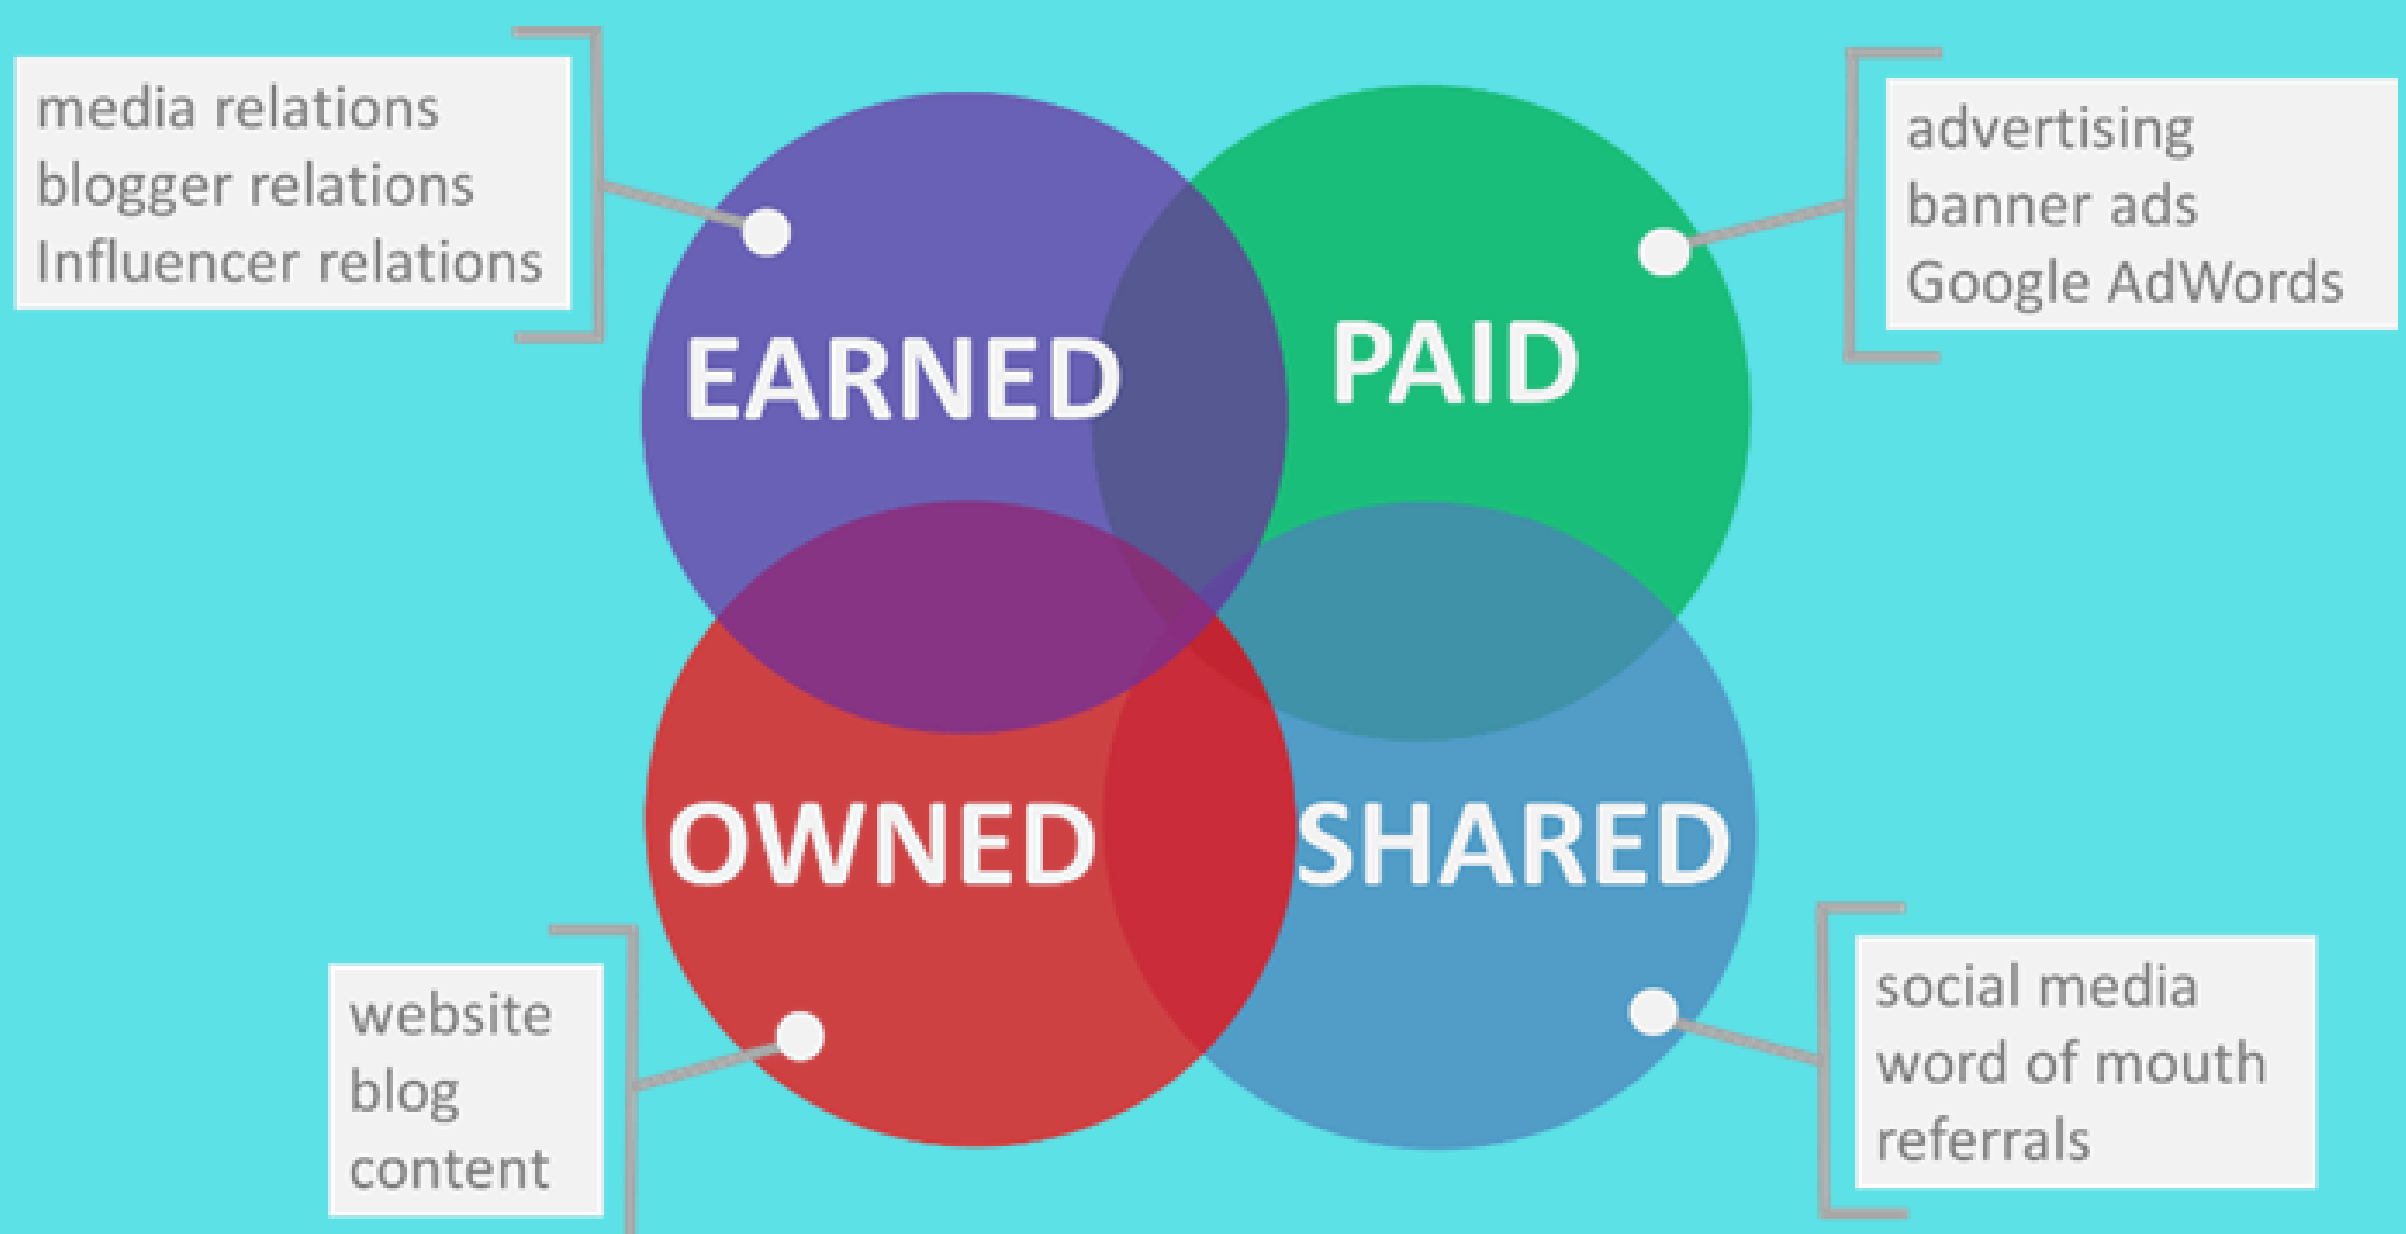 media relations
blogger relations
Influencer relations
EARNED
PAID
advertising
banner ads
Google AdWords
OWNED
SHARED
website
blog
content
social media
word of mouth
referrals